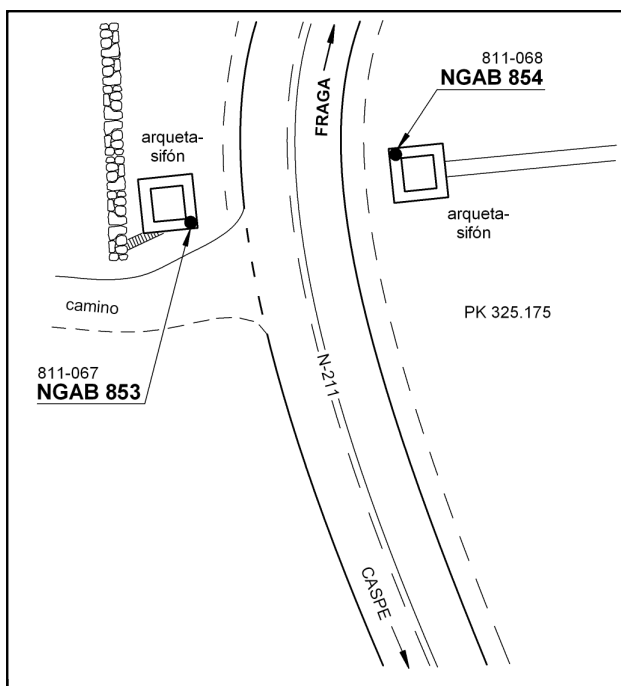 811-068
NGAB 854
FRAGA
arqueta-
sifón
arqueta-
sifón
camino
PK 325.175
N-211
811-067
NGAB 853
CASPE